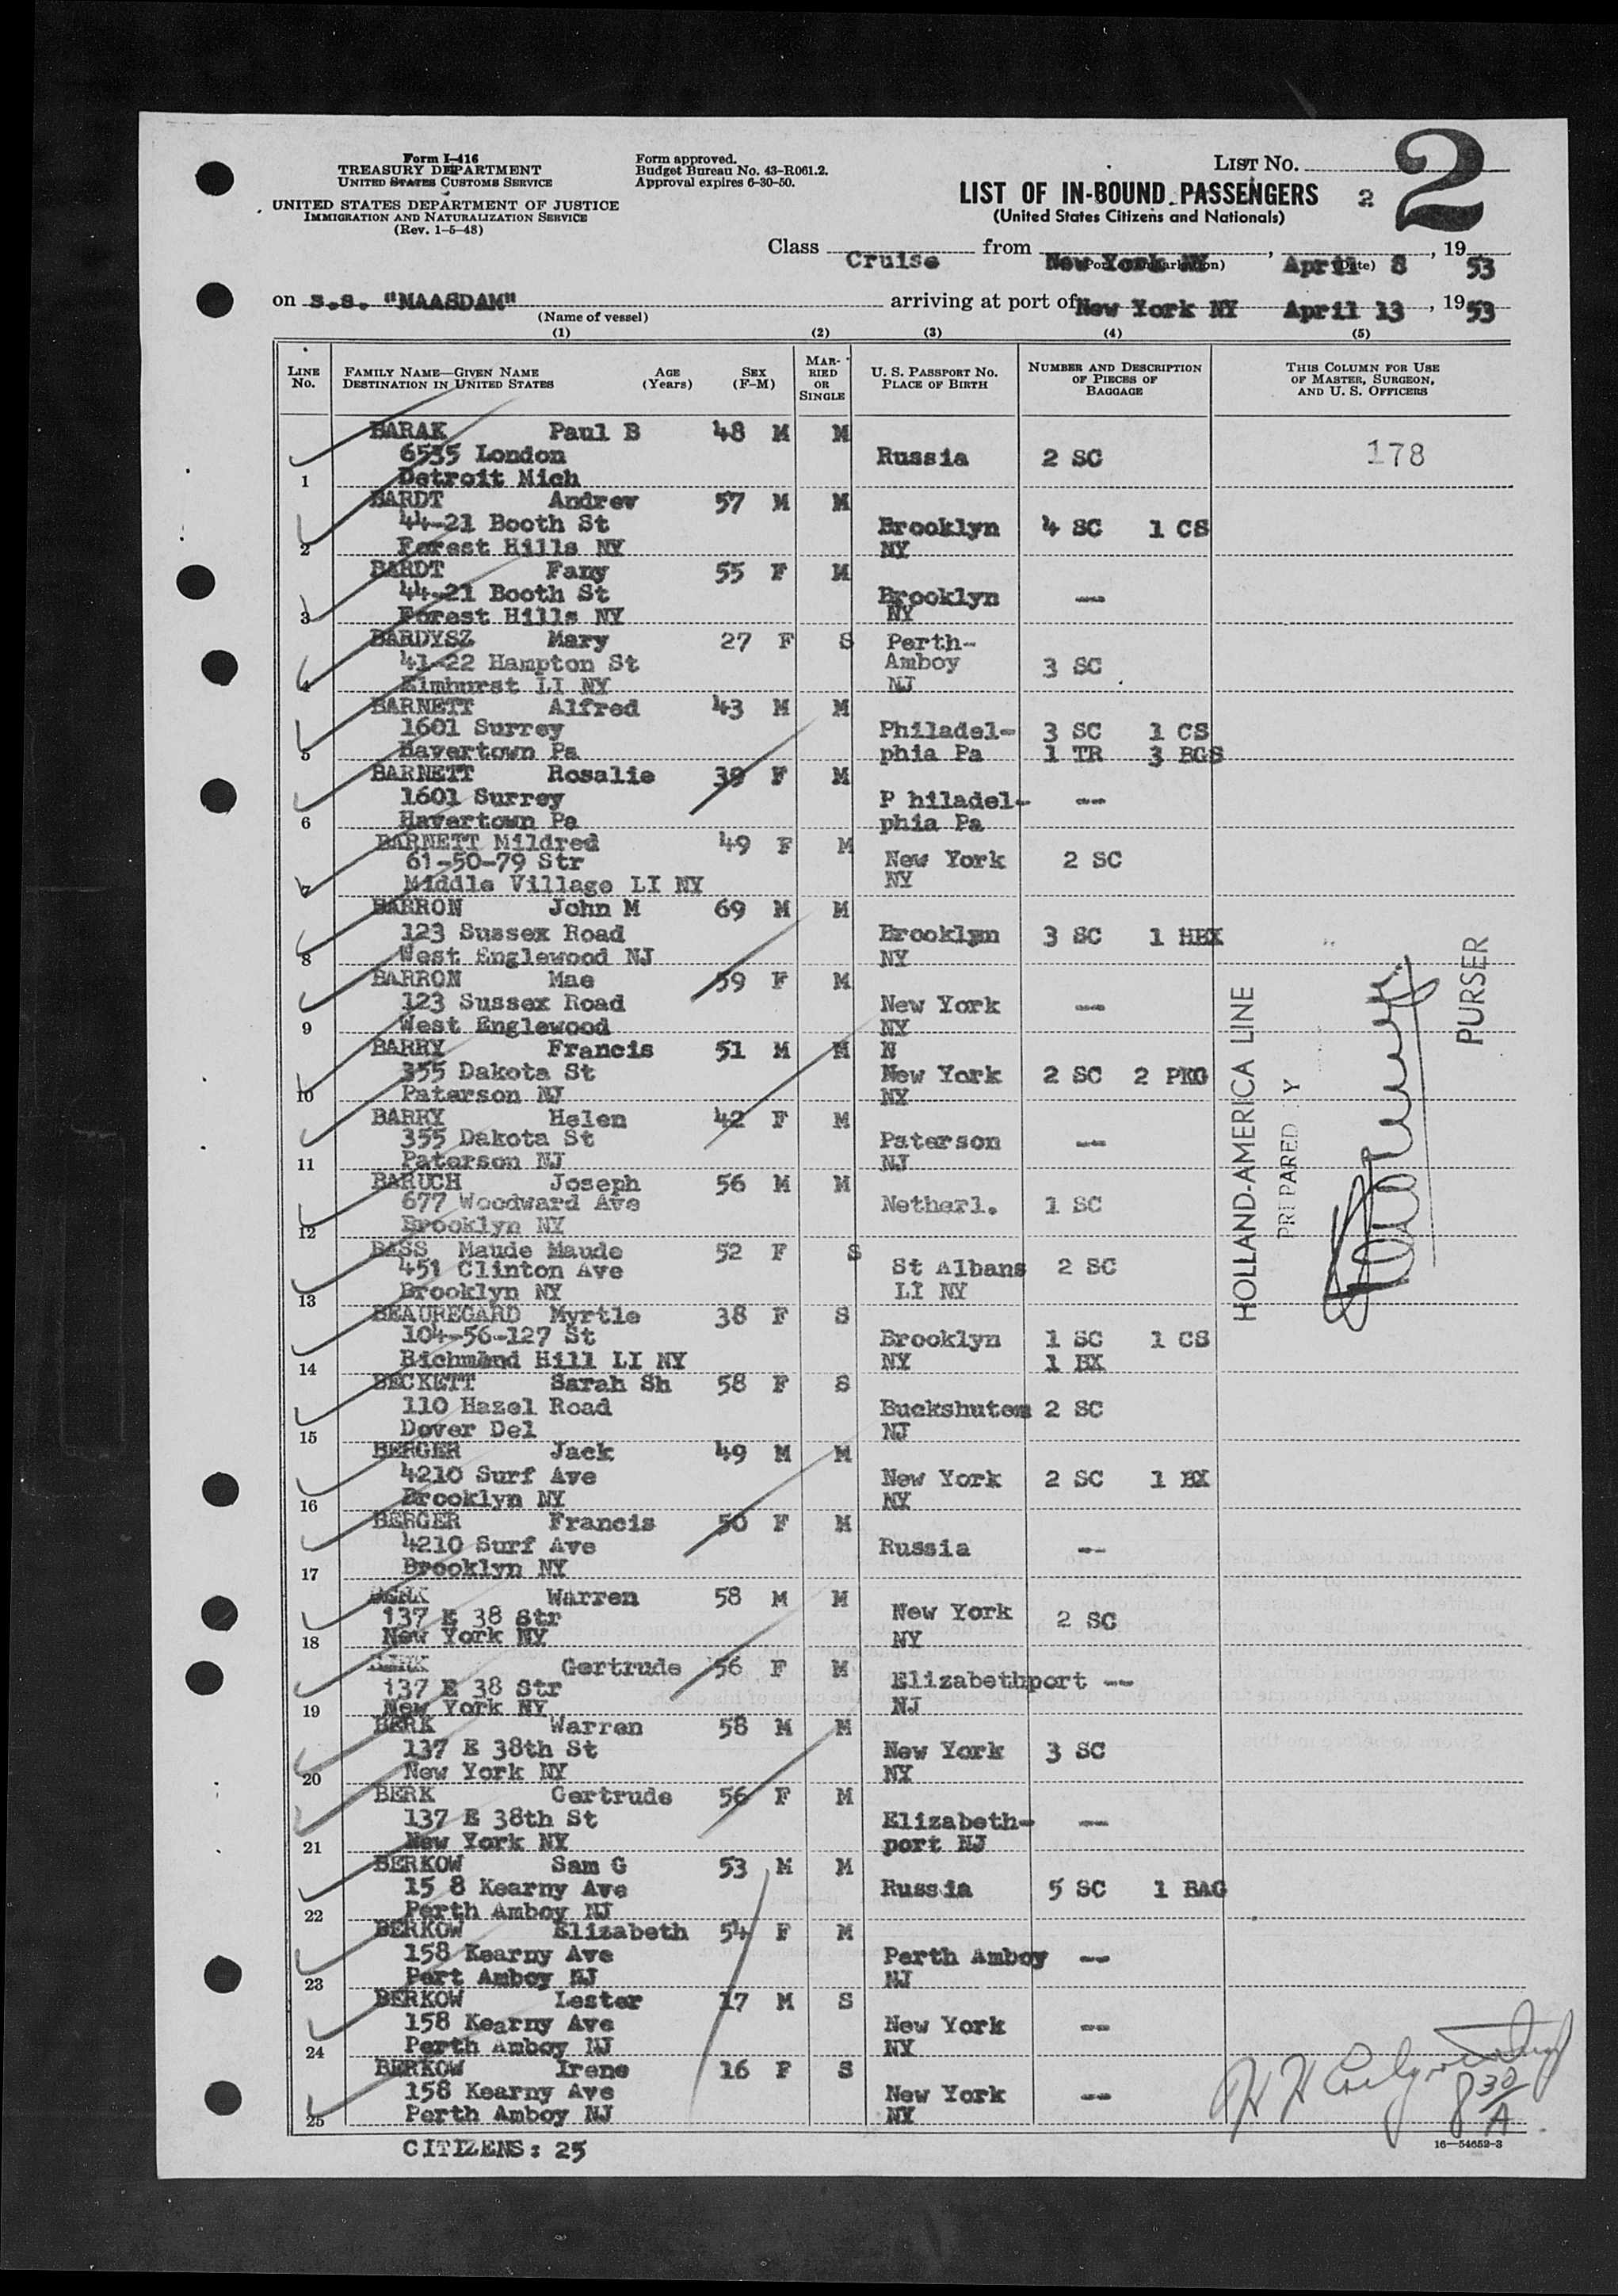 Form I-416
TREASURY DEPARTMENT
UNITED STATES CUSTOMS SERVICE
UNITED STATES DEPARTMENT OF JUSTICE
IMMIGRATION AND NATURALIZATION SERVICE
(Rev. 1-5-48)
Form approved.
Budget Bureau No. 43-R061.2.
Approval expires 6-30-50.
LIST NO. 2
LIST OF IN-BOUND PASSENGERS 2
(United States Citizens and Nationals)
Class Cruise from New York NY, April 8, 1953
(Date)
on s.s. "MAASDAM" arriving at port of New York NY April 13, 1953
(Name of vessel)
(1) (2) (3) (4) (5)
LINE No. FAMILY NAME—GIVEN NAME DESTINATION IN UNITED STATES AGE (Years) SEX (F-M) MARRIED OR SINGLE U. S. PASSPORT NO. PLACE OF BIRTH NUMBER AND DESCRIPTION OF PIECES OF BAGGAGE THIS COLUMN FOR USE OF MASTER, SURGEON, AND U. S. OFFICERS
BARAK Paul B 48 M M
6535 London Russia 2 SC 178
1 Detroit Mich
BARDT Andrew 57 M M
44-21 Booth St Brooklyn 4 SC 1 CS
2 Forest Hills NY NY
BARDT Fany 55 F M
44-21 Booth St Brooklyn --
3 Forest Hills NY NY
BARDYSZ Mary 27 F S Perth-
41-22 Hampton St Amboy 3 SC
4 Elmhurst LI NY NJ
BARNETT Alfred 43 M M
1601 Surrey Philadel- 3 SC 1 CS
5 Havertown Pa phia Pa 1 TR 3 BGS
BARNETT Rosalie 39 F M
1601 Surrey P hiladel- --
6 Havertown Pa phia Pa
BARNETT Mildred 49 F M
61-50-79 Str New York 2 SC
7 Middle Village LI NY NY
BARRON John M 69 M M
123 Sussex Road Brooklyn 3 SC 1 HBX
8 West Englewood NJ NY
BARRON Mae 59 F M
123 Sussex Road New York --
9 West Englewood NY
BARRY Francis 51 M M N
355 Dakota St New York 2 SC 2 PKG
10 Paterson NJ NY
BARRY Helen 42 F M
355 Dakota St Paterson --
11 Paterson NJ NJ
BARUCH Joseph 56 M M
677 Woodward Ave Netherl. 1 SC
12 Brooklyn NY
BASS Maude Maude 52 F S
451 Clinton Ave St Albans 2 SC
13 Brooklyn NY LI NY
BEAUREGARD Myrtle 38 F S
104-56-127 St Brooklyn 1 SC 1 CS
14 Richmond Hill LI NY NY 1 BX
BECKETT Sarah Sh 58 F S
110 Hazel Road Buckshutem 2 SC
15 Dover Del NJ
BERGER Jack 49 M M
4210 Surf Ave New York 2 SC 1 BX
16 Brooklyn NY NY
BERGER Francis 50 F M
4210 Surf Ave Russia --
17 Brooklyn NY
BERK Warren 58 M M
137 E 38 Str New York 2 SC
18 New York NY NY
BERK Gertrude 56 F M
137 E 38 Str Elizabethport --
19 New York NY NJ
BERK Warren 58 M M
137 E 38th St New York 3 SC
20 New York NY NY
BERK Gertrude 56 F M
137 E 38th St Elizabeth- --
21 New York NY port NJ
BERKOW Sam G 53 M M
15 8 Kearny Ave Russia 5 SC 1 BAG
22 Perth Amboy NJ
BERKOW Elizabeth 54 F M
158 Kearny Ave Perth Amboy --
23 Pert Amboy NJ NJ
BERKOW Lester 17 M S
158 Kearny Ave New York --
24 Perth Amboy NJ NY
BERKOW Irene 16 F S
158 Kearny Ave New York --
25 Perth Amboy NJ NY
CITIZENS: 25
HOLLAND-AMERICA LINE
PREPARED Y
PURSER
8 30/A
16—54652-3